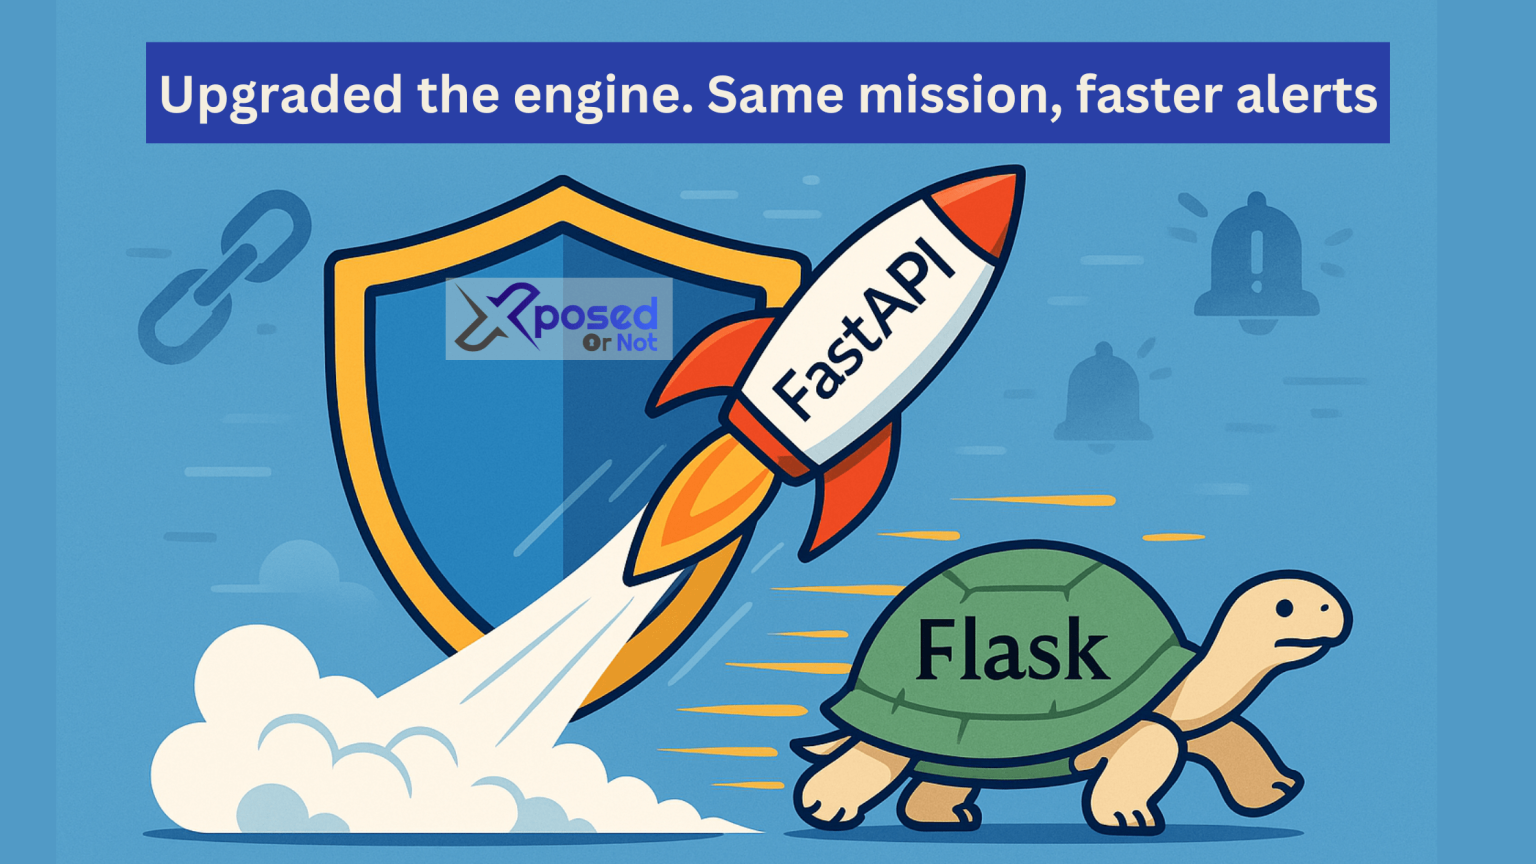 Upgraded the engine. Same mission, faster alerts
Xposed
Or Not
FastAPI
Flask